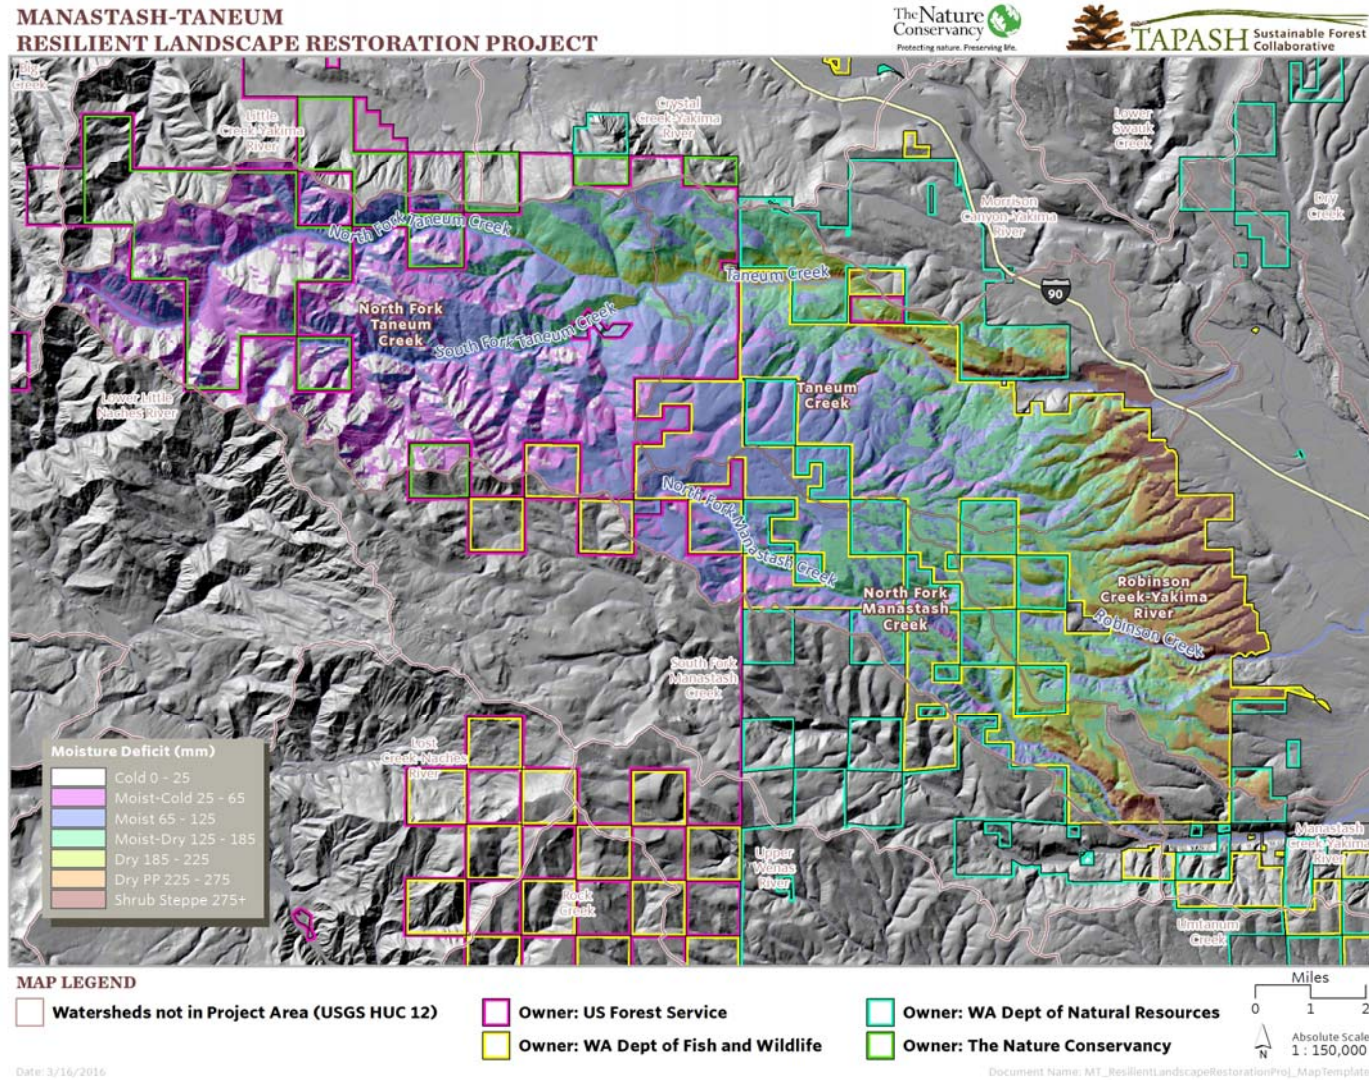 MANASTASH-TANEUM
RESILIENT LANDSCAPE RESTORATION PROJECT
The Nature
Conservancy
Protecting nature. Preserving life.
TAPASH Sustainable Forest
Collaborative
Big
Creek
Little
Creek-Yakima
River
Crystal
Creek-Yakima
River
Lower
Swauk
Creek
Dry
Creek
Morrison
Canyon-Yakima
River
North Fork Taneum Creek
Taneum Creek
90
North Fork
Taneum
Creek
South Fork Taneum Creek
Lower Little
Naches River
Taneum
Creek
North Fork Manastash Creek
North Fork
Manastash
Creek
Robinson
Creek-Yakima
River
Robinson Creek
South Fork
Manastash
Creek
Lost
Creek-Naches
River
Upper
Wenas
River
Rock
Creek
Manastash
Creek-Yakima
River
Umtanum
Creek
Moisture Deficit (mm)
Cold 0 - 25
Moist-Cold 25 - 65
Moist 65 - 125
Moist-Dry 125 - 185
Dry 185 - 225
Dry PP 225 - 275
Shrub Steppe 275+
MAP LEGEND
Watersheds not in Project Area (USGS HUC 12)
Owner: US Forest Service
Owner: WA Dept of Fish and Wildlife
Owner: WA Dept of Natural Resources
Owner: The Nature Conservancy
Miles
0 1 2
N
Absolute Scale
1 : 150,000
Date: 3/16/2016
Document Name: MT_ResilientLandscapeRestorationProj_MapTemplate